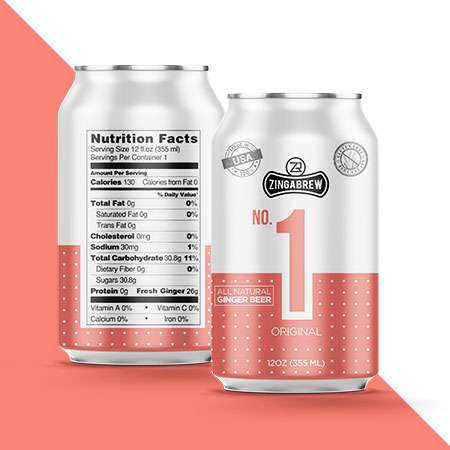 Nutrition Facts
Serving Size 12 fl.oz (355 ml)
Servings Per Container 1
Amount Per Serving
Calories 130 Calories from Fat 0
% Daily Value*
Total Fat 0g 0%
Saturated Fat 0g 0%
Trans Fat 0g
Cholesterol 0mg 0%
Sodium 30mg 1%
Total Carbohydrate 30.8g 11%
Dietary Fiber 0g 0%
Sugars 30.8g
Protein 0g Fresh Ginger 26g
Vitamin A 0% • Vitamin C 0%
Calcium 0% • Iron 0%
MADE IN
USA
100%
ZB
ZINGABREW
NO.
1
ALL NATURAL
GINGER BEER
ORIGINAL
12OZ (355 ML)